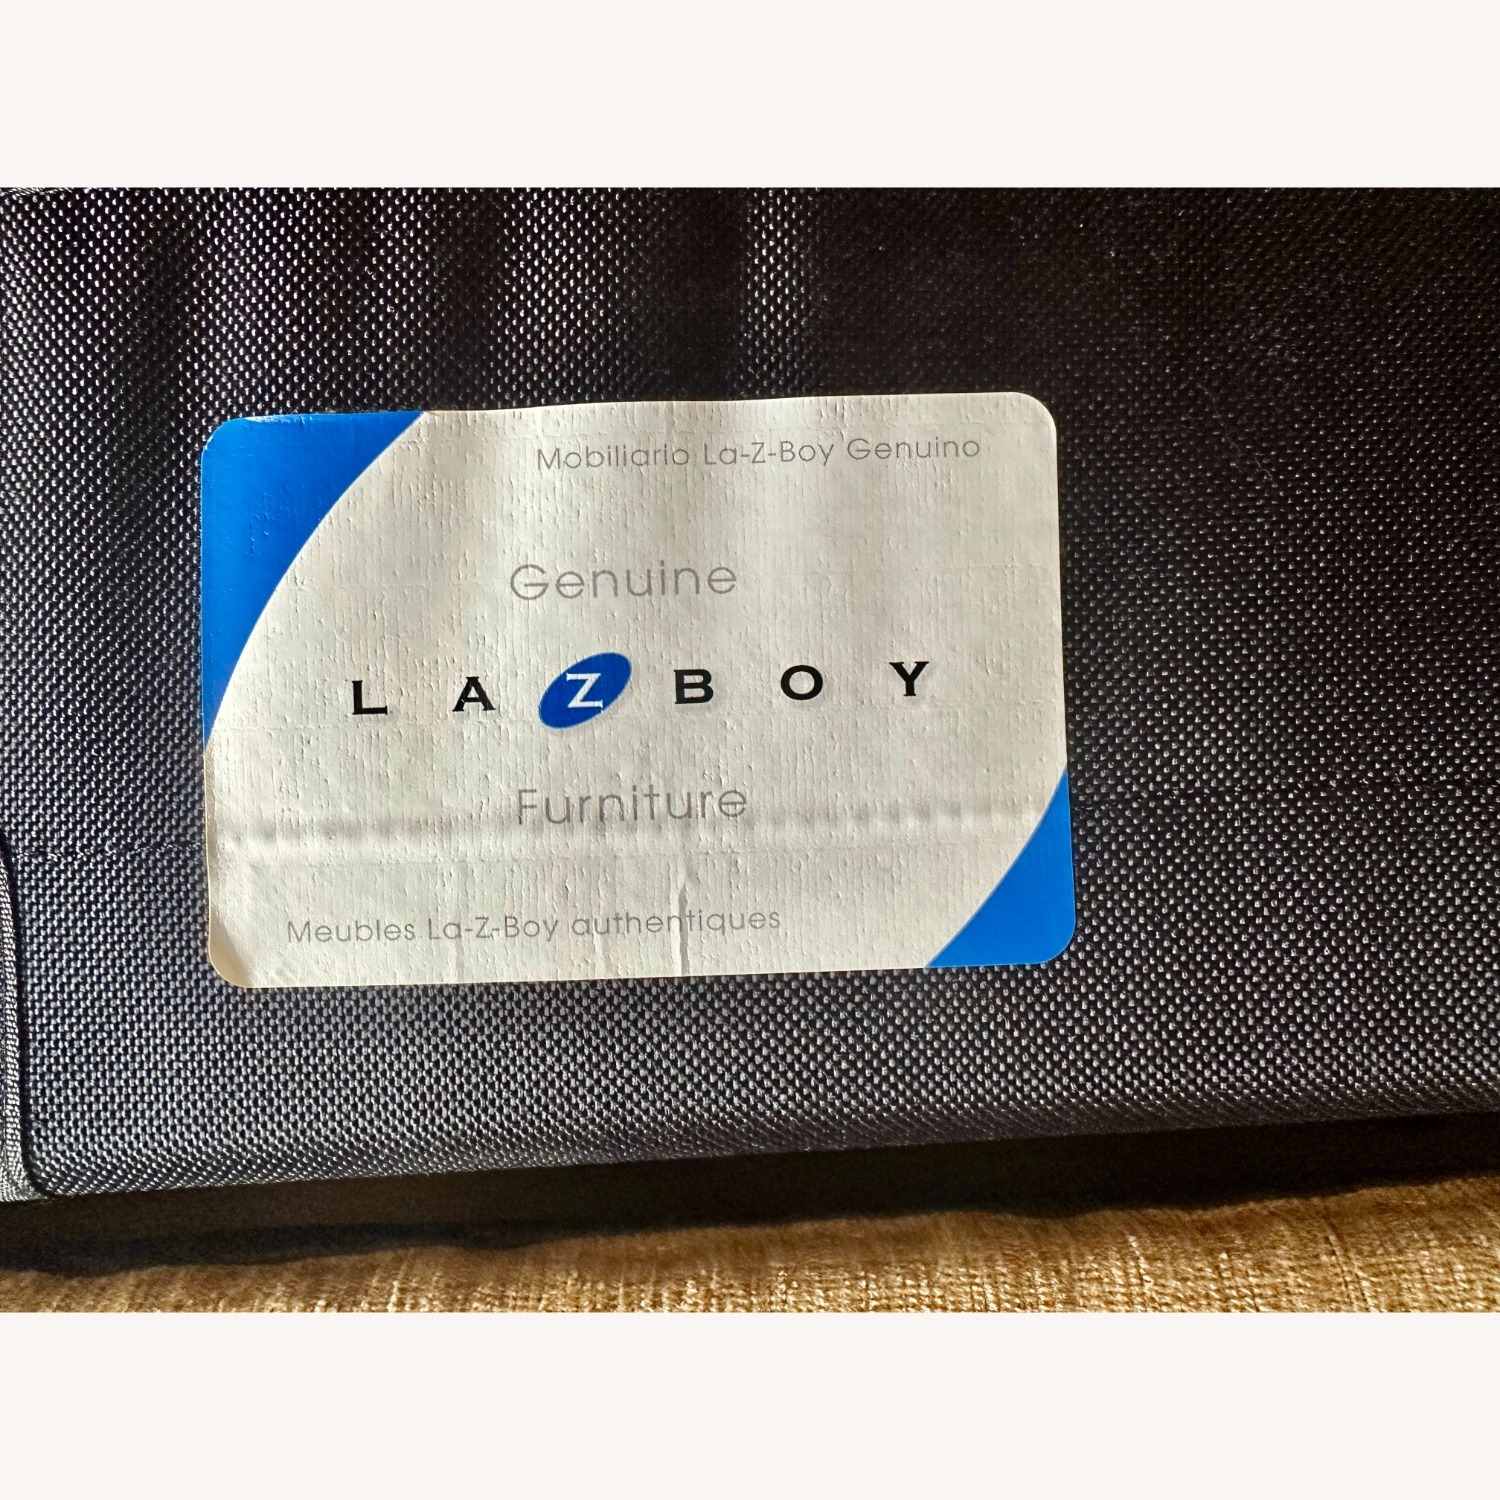 Mobiliario La-Z-Boy Genuino
Genuine
LAZBOY
Furniture
Meubles La-Z-Boy authentiques